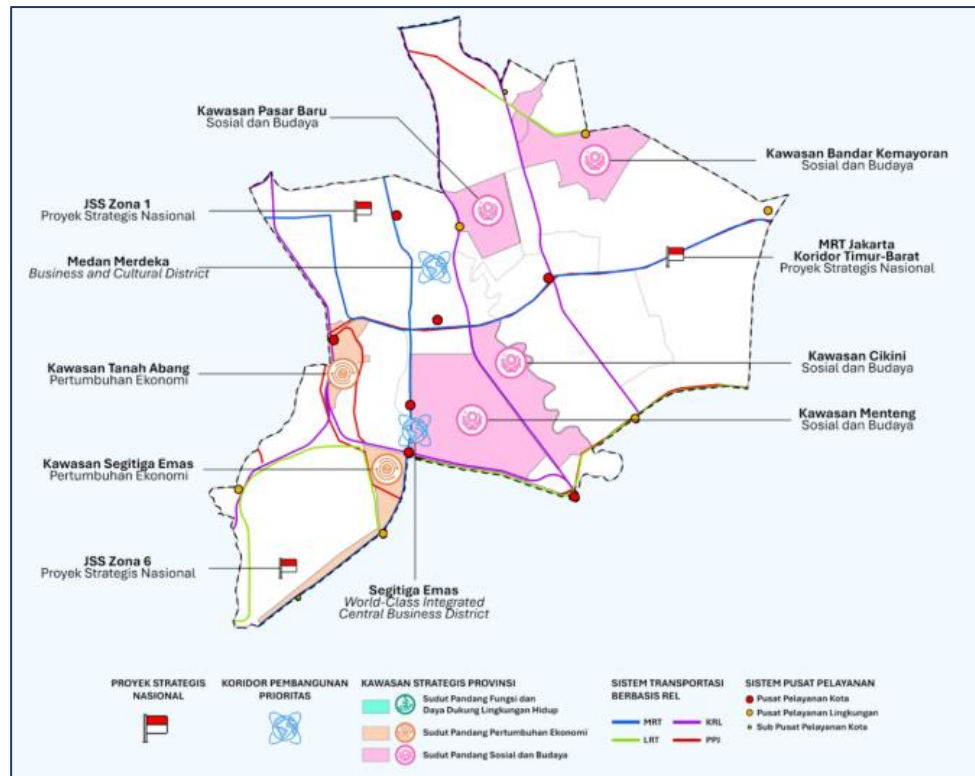 Kawasan Pasar Baru
Sosial dan Budaya
Kawasan Bandar Kemayoran
Sosial dan Budaya
JSS Zona 1
Proyek Strategis Nasional
Medan Merdeka
Business and Cultural District
MRT Jakarta
Koridor Timur-Barat
Proyek Strategis Nasional
Kawasan Tanah Abang
Pertumbuhan Ekonomi
Kawasan Cikini
Sosial dan Budaya
Kawasan Menteng
Sosial dan Budaya
Kawasan Segitiga Emas
Pertumbuhan Ekonomi
JSS Zona 6
Proyek Strategis Nasional
Segitiga Emas
World-Class Integrated
Central Business District
PROYEK STRATEGIS
NASIONAL
KORIDOR PEMBANGUNAN
PRIORITAS
KAWASAN STRATEGIS PROVINSI
Sudut Pandang Fungsi dan
Daya Dukung Lingkungan Hidup
Sudut Pandang Pertumbuhan Ekonomi
Sudut Pandang Sosial dan Budaya
SISTEM TRANSPORTASI
BERBASIS REL
MRT
KRL
LRT
PPJ
SISTEM PUSAT PELAYANAN
Pusat Pelayanan Kota
Pusat Pelayanan Lingkungan
Sub Pusat Pelayanan Kota